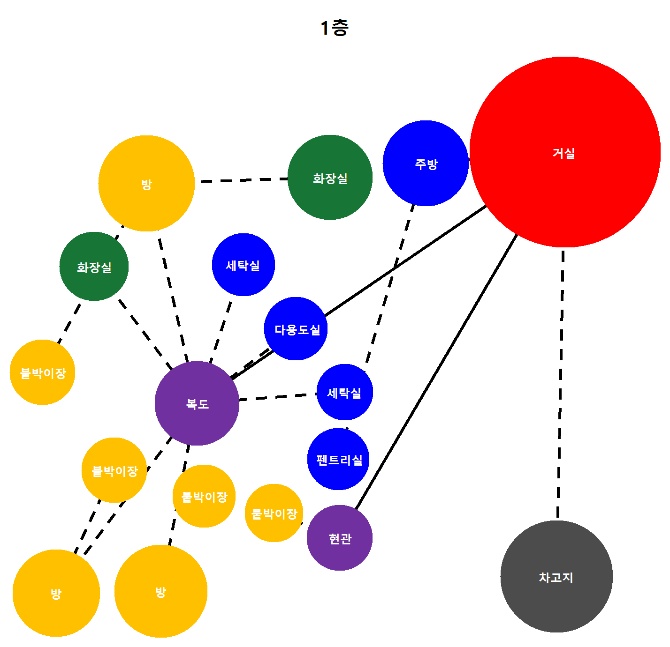 1층
거실
주방
방
화장실
화장실
세탁실
다용도실
붙박이장
세탁실
복도
펜트리실
붙박이장
붙박이장
붙박이장
현관
차고지
방
방